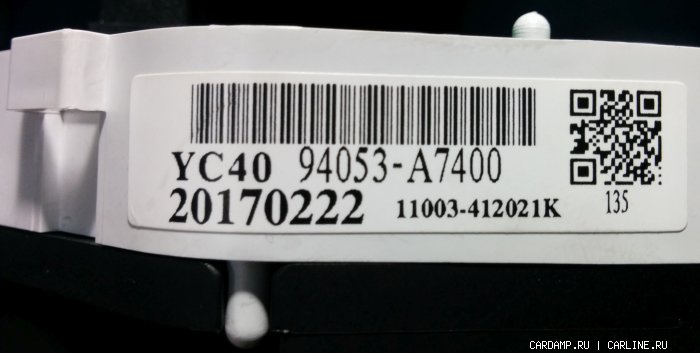 YC40 94053-A7400
20170222 11003-412021K
135
CARDAMP.RU | CARLINE.RU